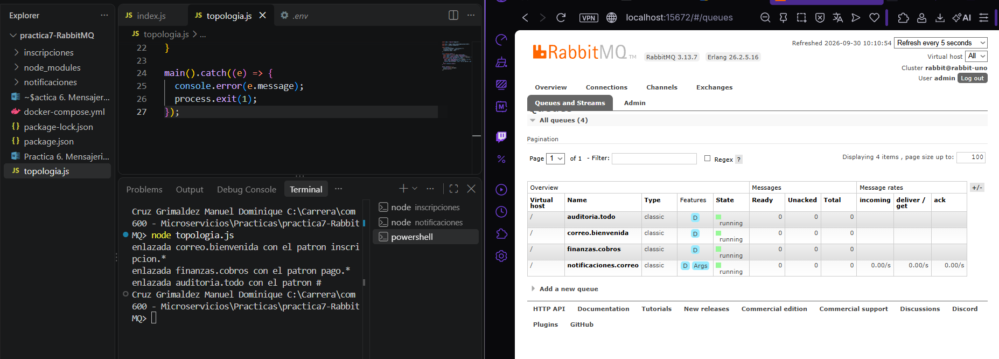 Explorer
practica7-RabbitMQ
inscripciones
node_modules
notificaciones
~$actica 6. Mensajer...
docker-compose.yml
package-lock.json
package.json
Practica 6. Mensajeri...
JS topologia.js
JS index.js
JS topologia.js
.env
JS topologia.js > ...
22 }
23
24 main().catch((e) => {
25 console.error(e.message);
26 process.exit(1);
27 });
Problems Output Debug Console Terminal
Cruz Grimaldez Manuel Dominique C:\Carrera\com
600 - Microservicios\Practicas\practica7-Rabbit
MQ> node topologia.js
enlazada correo.bienvenida con el patron inscri
pcion.*
enlazada finanzas.cobros con el patron pago.*
enlazada auditoria.todo con el patron #
Cruz Grimaldez Manuel Dominique C:\Carrera\com
600 - Microservicios\Practicas\practica7-Rabbit
MQ>
node inscripciones
node notificaciones
powershell
VPN
localhost:15672/#/queues
AI
RabbitMQ TM
RabbitMQ 3.13.7 Erlang 26.2.5.16
Refreshed 2026-09-30 10:10:54 Refresh every 5 seconds
Virtual host All
Cluster rabbit@rabbit-uno
User admin Log out
Overview Connections Channels Exchanges
Queues and Streams Admin
All queues (4)
Pagination
Page 1 of 1 - Filter: Regex ?
Displaying 4 items , page size up to: 100
Overview Messages Message rates +/-
Virtual host Name Type Features State Ready Unacked Total incoming deliver / get ack
/ auditoria.todo classic D running 0 0 0
/ correo.bienvenida classic D running 0 0 0
/ finanzas.cobros classic D running 0 0 0
/ notificaciones.correo classic D Args running 0 0 0 0.00/s 0.00/s 0.00/s
Add a new queue
HTTP API Documentation Tutorials New releases Commercial edition Commercial support Discussions Discord
Plugins GitHub